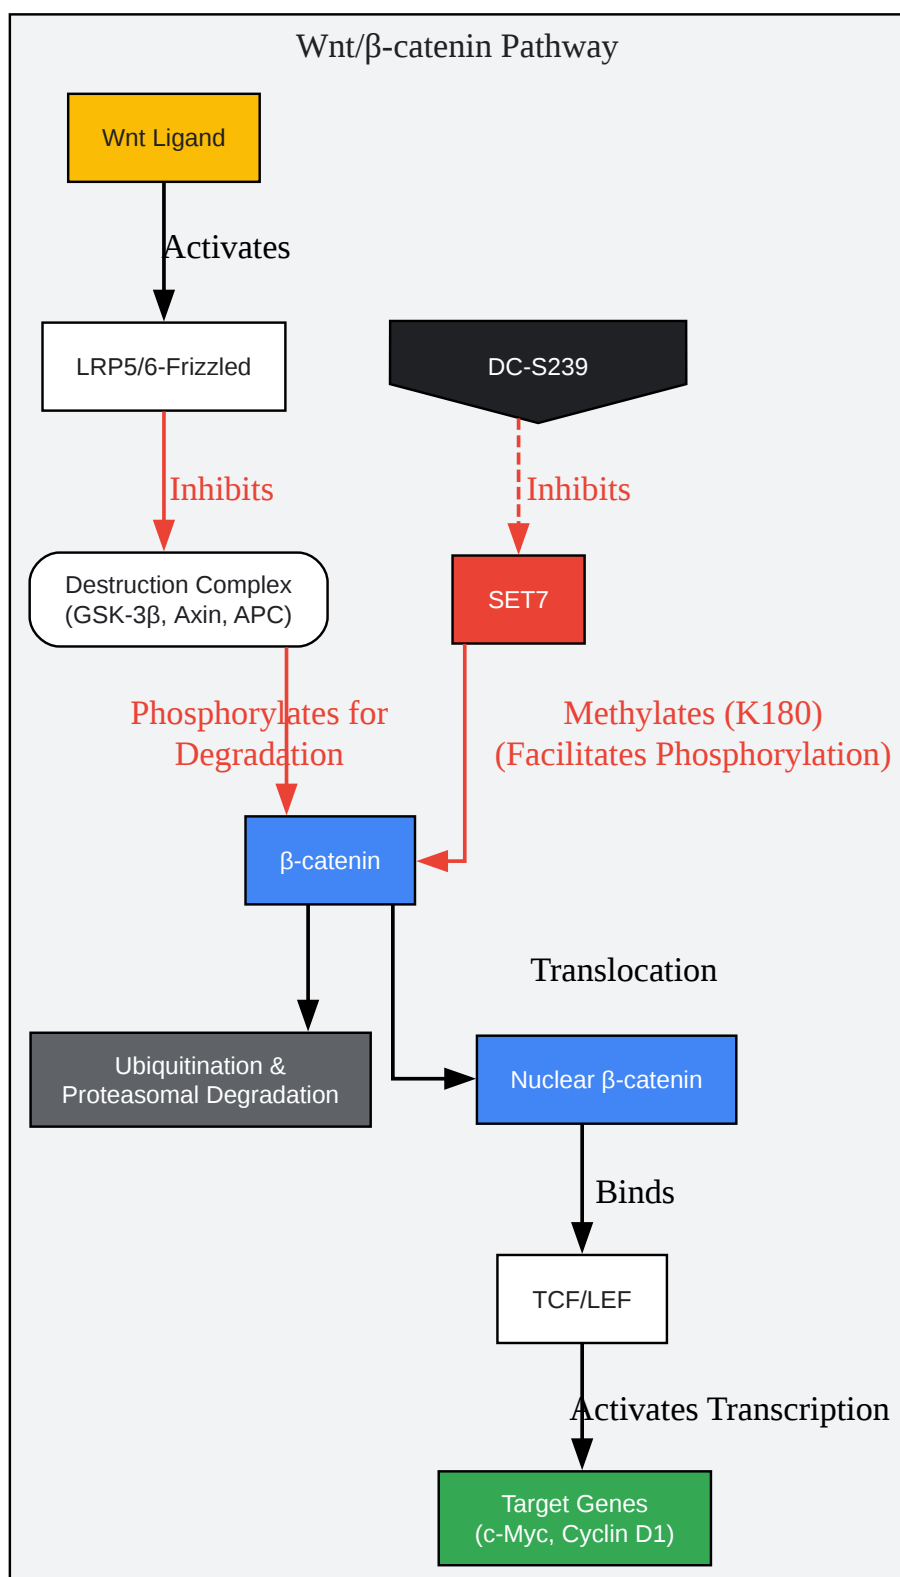 Wnt/β-catenin Pathway
Wnt Ligand
Activates
LRP5/6-Frizzled
DC-S239
Inhibits
Inhibits
Destruction Complex
(GSK-3β, Axin, APC)
SET7
Phosphorylates for
Degradation
Methylates (K180)
(Facilitates Phosphorylation)
β-catenin
Translocation
Ubiquitination &
Proteasomal Degradation
Nuclear β-catenin
Binds
TCF/LEF
Activates Transcription
Target Genes
(c-Myc, Cyclin D1)